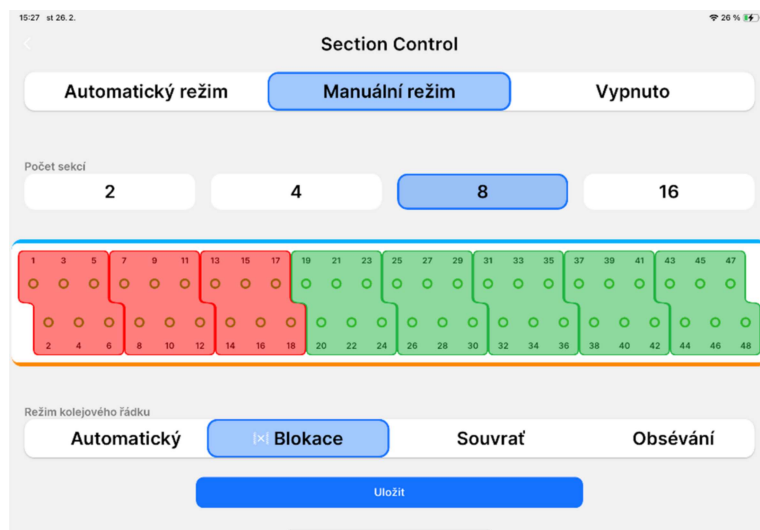 15:27 st 26. 2.
26 %
Section Control
Automatický režim Manuální režim Vypnuto
Počet sekcí
2 4 8 16
1 3 5 7 9 11 13 15 17 19 21 23 25 27 29 31 33 35 37 39 41 43 45 47
2 4 6 8 10 12 14 16 18 20 22 24 26 28 30 32 34 36 38 40 42 44 46 48
Režim kolejového řádku
Automatický Blokace Souvrať Obsévání
Uložit